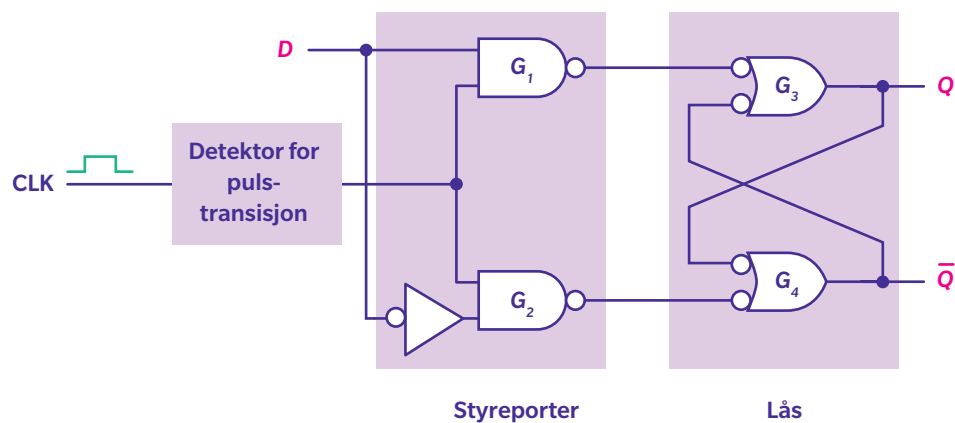 D
G1
G3
Q
CLK
Detektor for
puls-
transisjon
G2
G4
Q̅
Styreporter
Lås